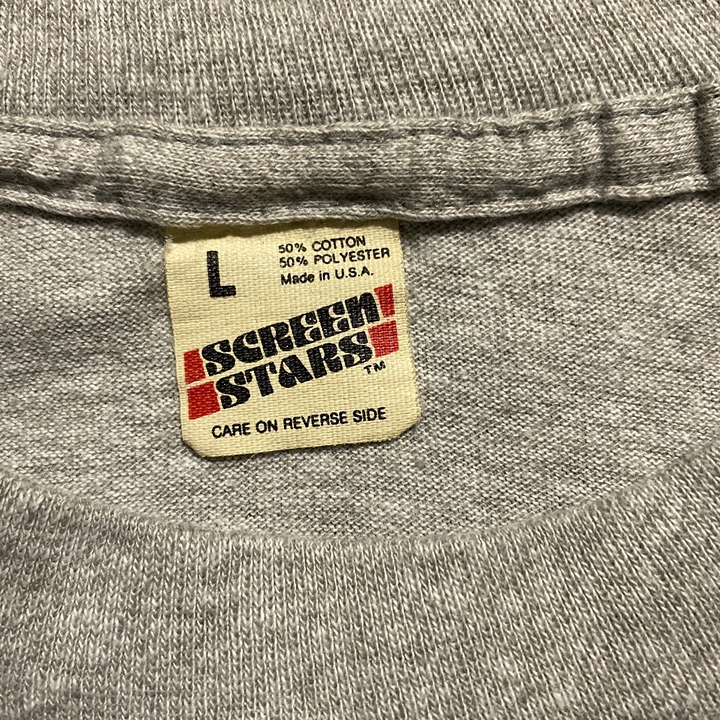 L
50% COTTON
50% POLYESTER
Made in U.S.A.
SCREEN
STARS
TM
CARE ON REVERSE SIDE